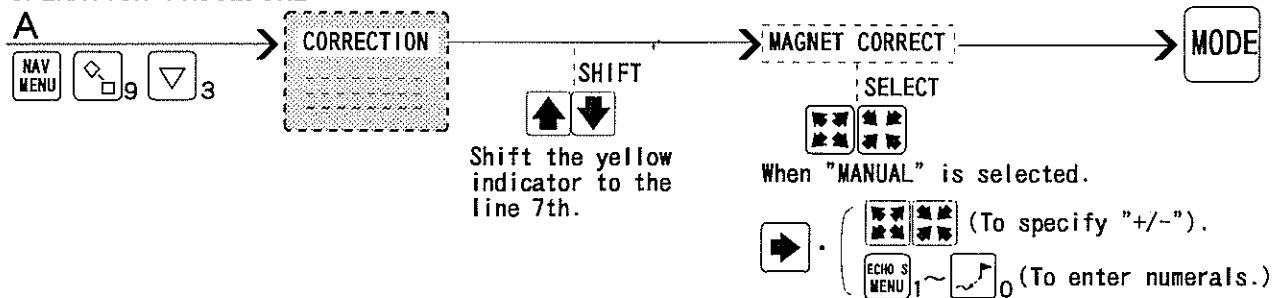 A
NAV
MENU
9
3
CORRECTION
SHIFT
Shift the yellow
indicator to the
line 7th.
MAGNET CORRECT
SELECT
When "MANUAL" is selected.
(To specify "+/-").
ECHO S
MENU
1~
0 (To enter numerals.)
MODE